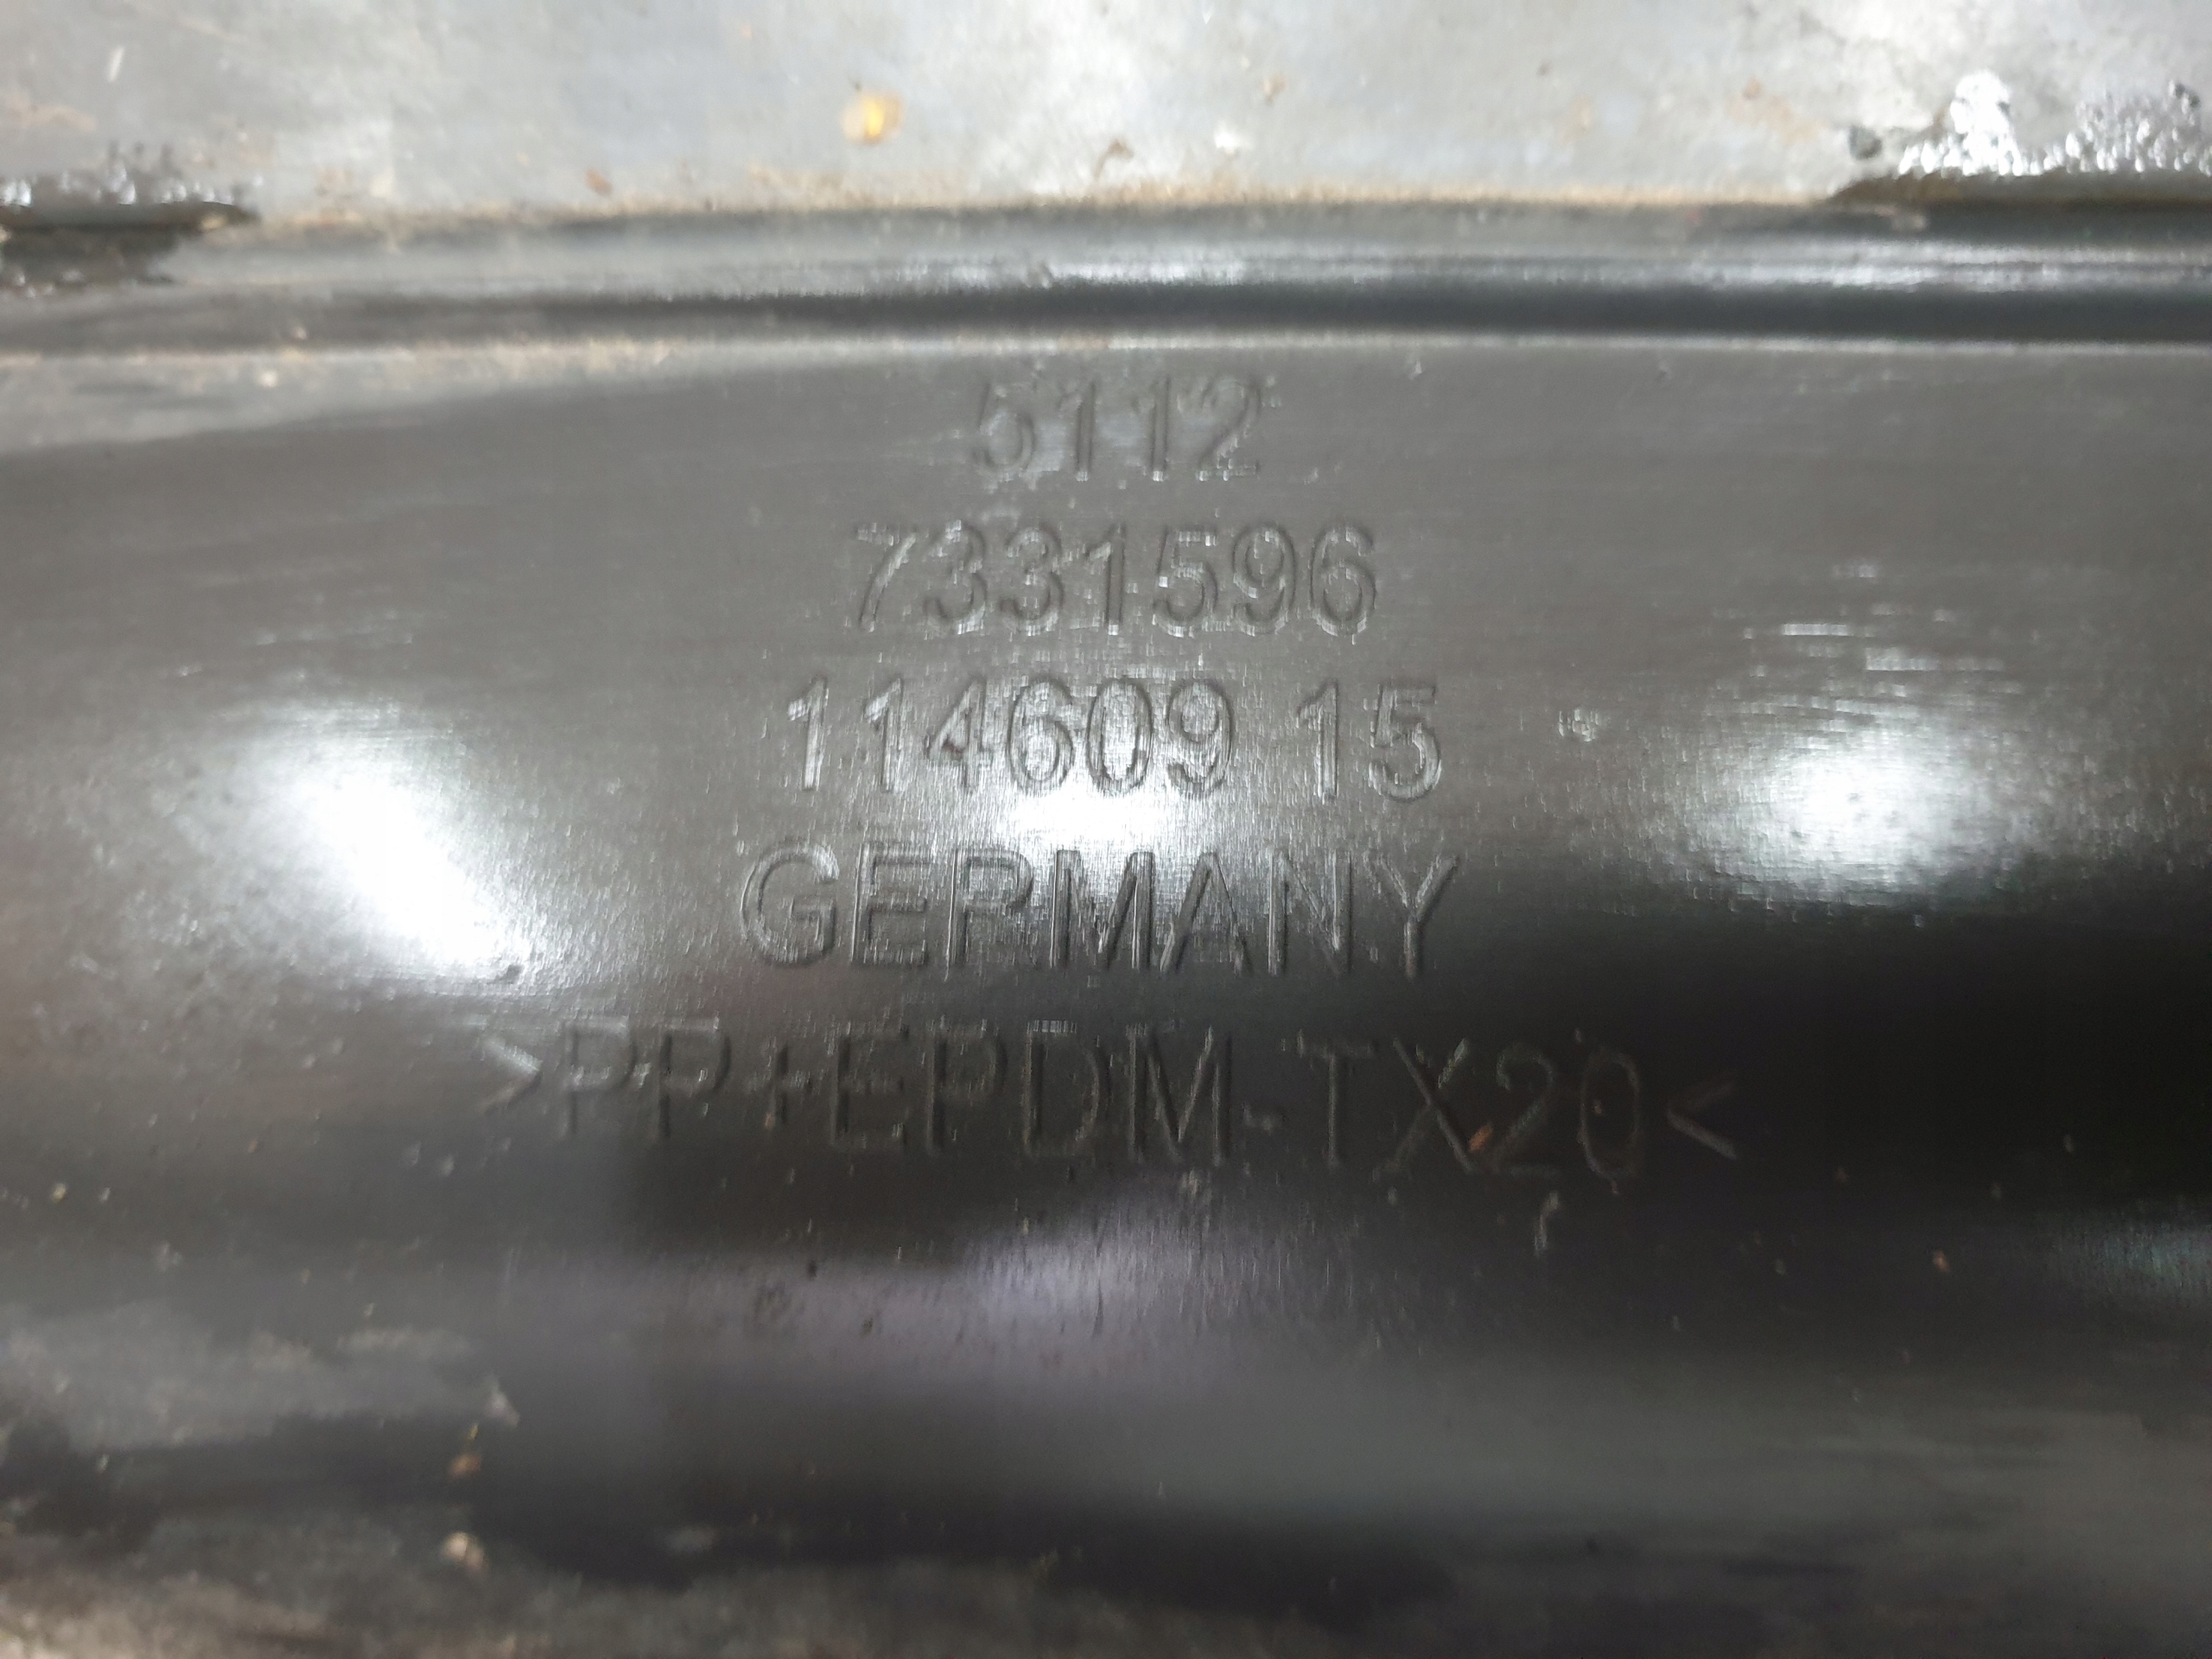 5112
7331596
114609 15
GERMANY
>PP+EPDM-TX20<